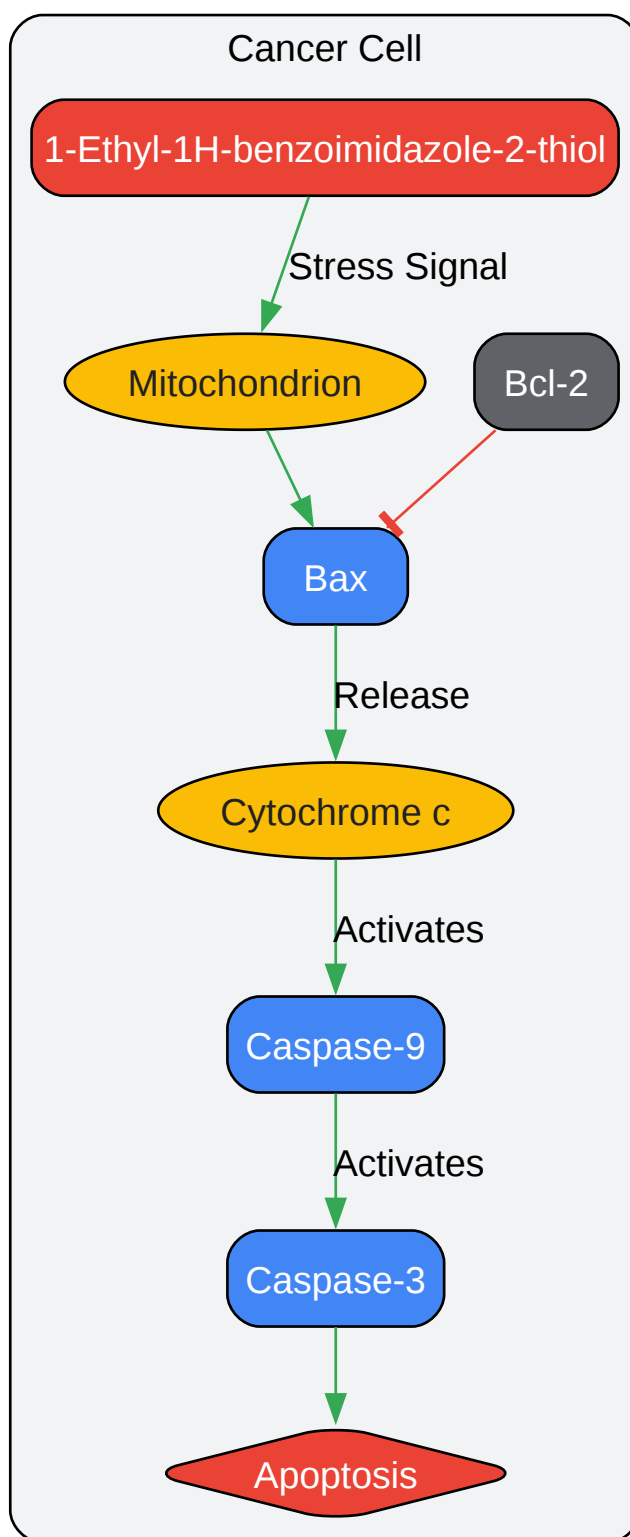 Cancer Cell
1-Ethyl-1H-benzoimidazole-2-thiol
Stress Signal
Mitochondrion
Bcl-2
Bax
Release
Cytochrome c
Activates
Caspase-9
Activates
Caspase-3
Apoptosis